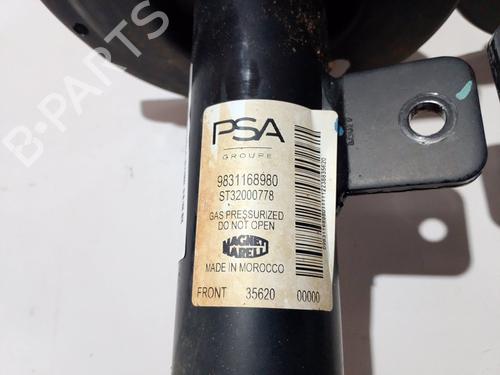 B-PARTS
PSA
GROUPE
9831168980
ST32000778
GAS PRESSURIZED
DO NOT OPEN
MAGNETI
MARELLI
MADE IN MOROCCO
FRONT 35620 00000